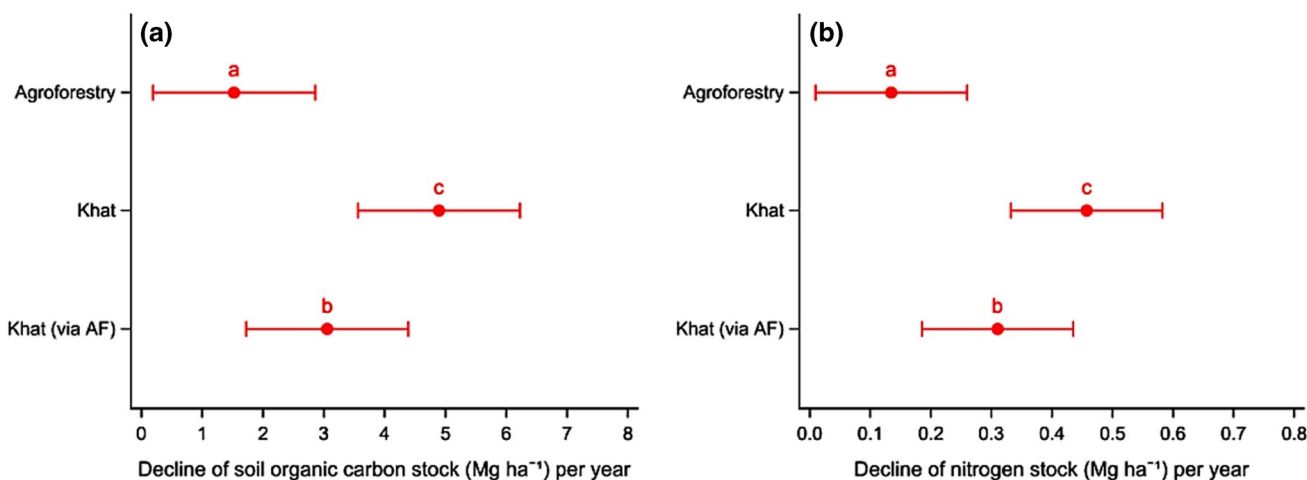 (a)
a
Agroforestry
c
Khat
b
Khat (via AF)
0 1 2 3 4 5 6 7 8
Decline of soil organic carbon stock (Mg ha⁻¹) per year
(b)
a
Agroforestry
c
Khat
b
Khat (via AF)
0.0 0.1 0.2 0.3 0.4 0.5 0.6 0.7 0.8
Decline of nitrogen stock (Mg ha⁻¹) per year